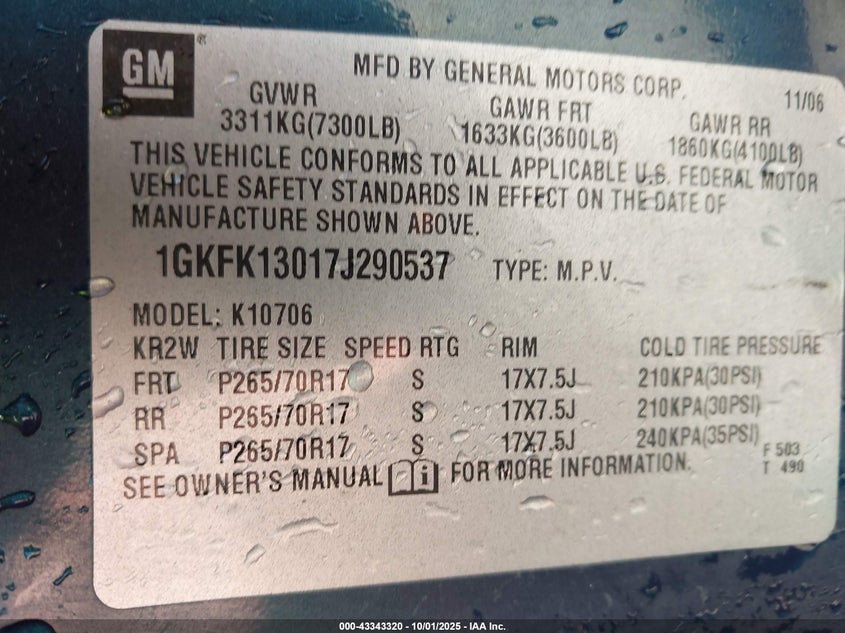 GM ®
MFD BY GENERAL MOTORS CORP.
11/06
GVWR GAWR FRT GAWR RR
3311KG(7300LB) 1633KG(3600LB) 1860KG(4100LB)
THIS VEHICLE CONFORMS TO ALL APPLICABLE U.S. FEDERAL MOTOR
VEHICLE SAFETY STANDARDS IN EFFECT ON THE DATE OF
MANUFACTURE SHOWN ABOVE.
1GKFK13017J290537 TYPE: M.P.V.
MODEL: K10706
KR2W TIRE SIZE SPEED RTG RIM COLD TIRE PRESSURE
FRT P265/70R17 S 17X7.5J 210KPA(30PSI)
RR P265/70R17 S 17X7.5J 210KPA(30PSI)
SPA P265/70R17 S 17X7.5J 240KPA(35PSI)
F 503
T 490
SEE OWNER'S MANUAL i FOR MORE INFORMATION.
000-43343320 - 10/01/2025 - IAA Inc.